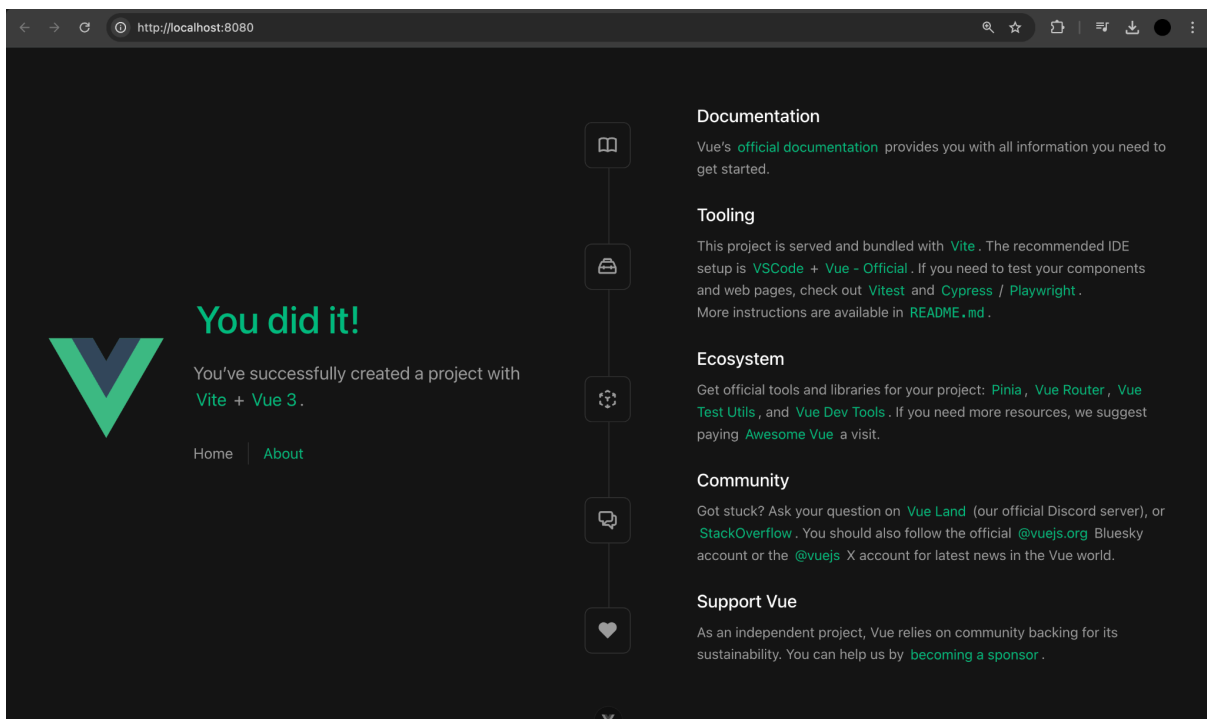 http://localhost:8080
You did it!
You've successfully created a project with
Vite + Vue 3.
Home
About
Documentation
Vue's official documentation provides you with all information you need to
get started.
Tooling
This project is served and bundled with Vite. The recommended IDE
setup is VSCode + Vue - Official. If you need to test your components
and web pages, check out Vitest and Cypress / Playwright.
More instructions are available in README.md.
Ecosystem
Get official tools and libraries for your project: Pinia, Vue Router, Vue
Test Utils, and Vue Dev Tools. If you need more resources, we suggest
paying Awesome Vue a visit.
Community
Got stuck? Ask your question on Vue Land (our official Discord server), or
StackOverflow. You should also follow the official @vuejs.org Bluesky
account or the @vuejs X account for latest news in the Vue world.
Support Vue
As an independent project, Vue relies on community backing for its
sustainability. You can help us by becoming a sponsor.